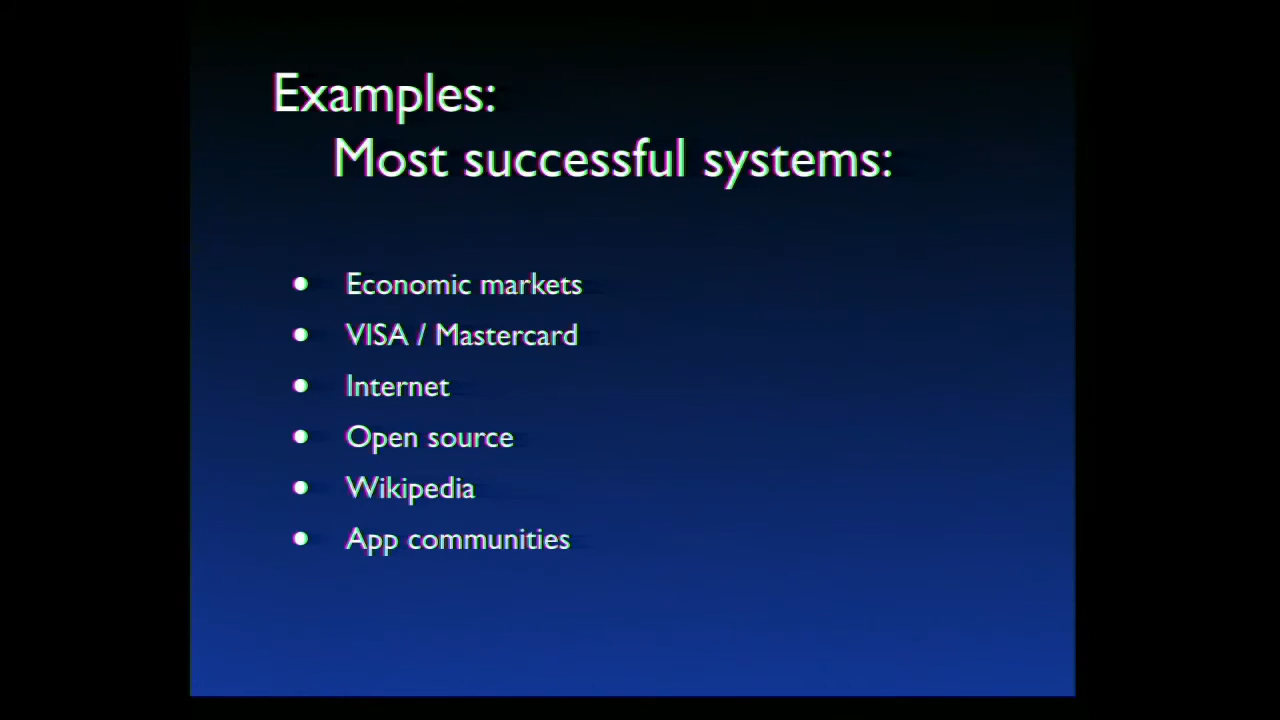 Examples:
Most successful systems:
• Economic markets
• VISA / Mastercard
• Internet
• Open source
• Wikipedia
• App communities